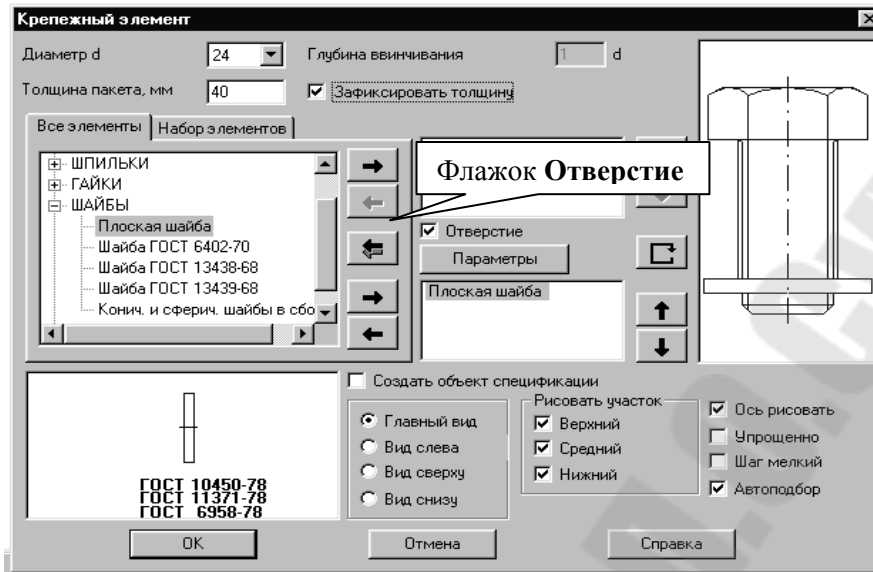 Крепежный элемент
Диаметр d 24 Глубина ввинчивания 1 d
Толщина пакета, мм 40 Зафиксировать толщину
Все элементы Набор элементов
ШПИЛЬКИ
ГАЙКИ
ШАЙБЫ
Плоская шайба
Шайба ГОСТ 6402-70
Шайба ГОСТ 13438-68
Шайба ГОСТ 13439-68
Конич. и сферич. шайбы в сбо
Флажок Отверстие
Отверстие
Параметры
Плоская шайба
ГОСТ 10450-78
ГОСТ 11371-78
ГОСТ 6958-78
Создать объект спецификации
Главный вид
Вид слева
Вид сверху
Вид снизу
Рисовать участок
Верхний
Средний
Нижний
Ось рисовать
Упрощенно
Шаг мелкий
Автоподбор
OK Отмена Справка